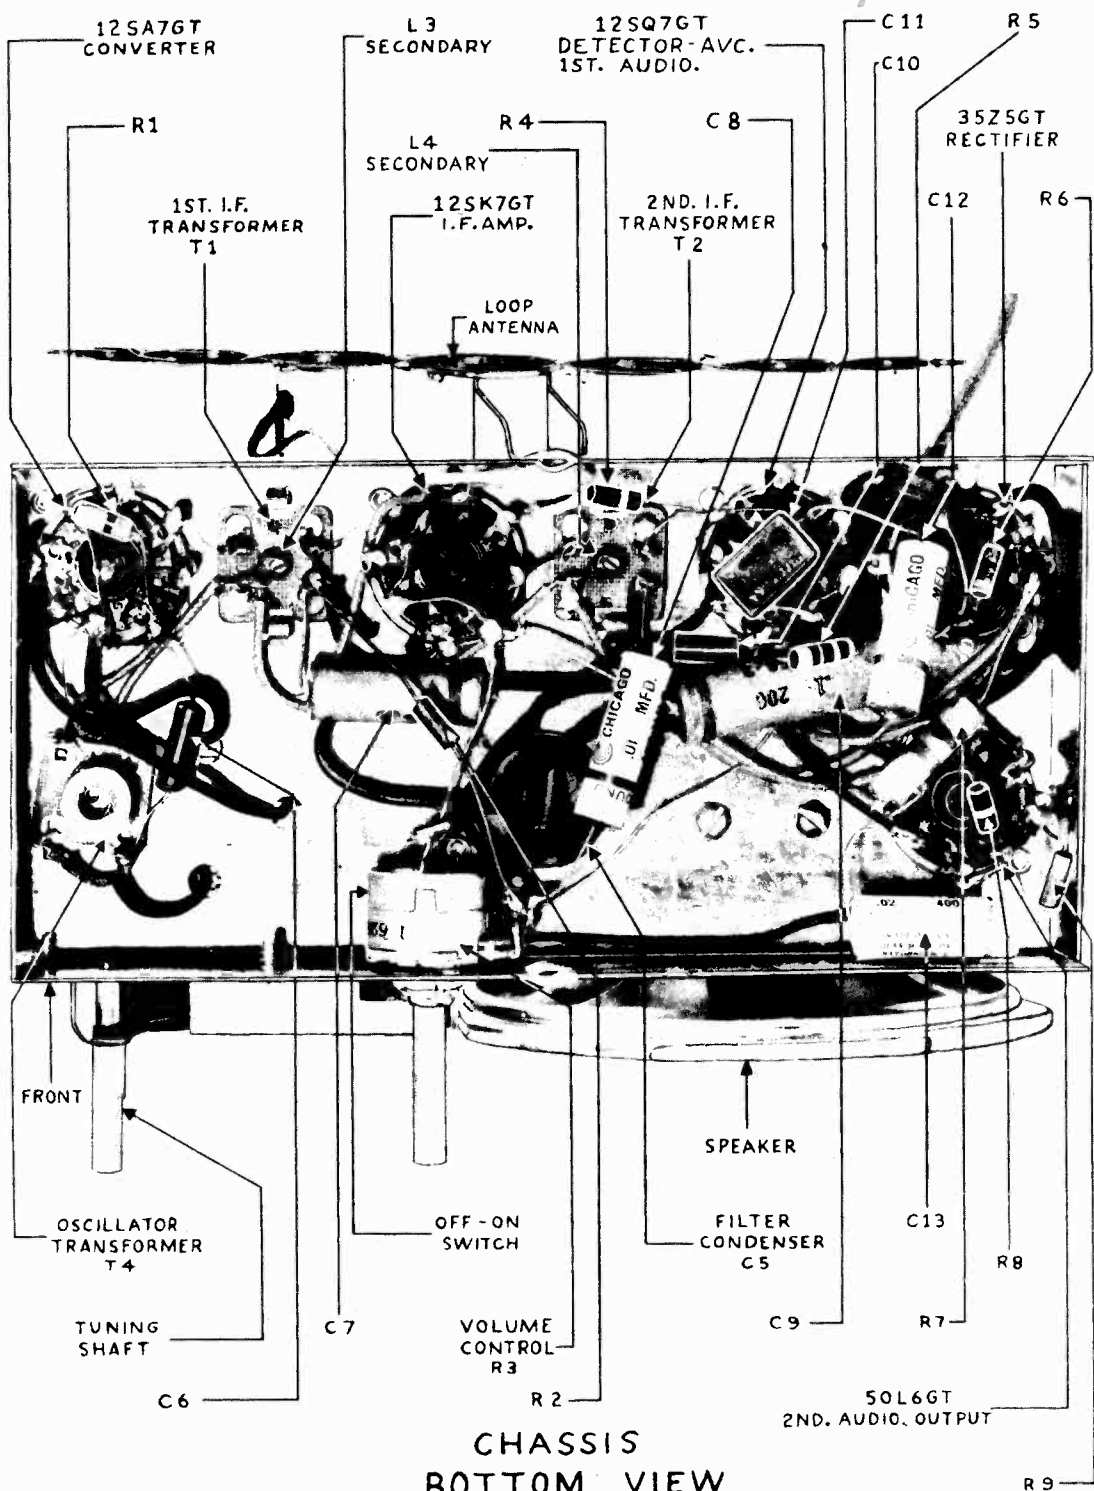 12SA7GT
CONVERTER
L3
SECONDARY
12SQ7GT
DETECTOR-AVC.
1ST. AUDIO.
C11
R5
C10
R1
R4
C8
35Z5GT
RECTIFIER
L4
SECONDARY
1ST. I.F.
TRANSFORMER
T1
12SK7GT
I.F. AMP.
2ND. I.F.
TRANSFORMER
T2
C12
R6
LOOP
ANTENNA
CHICAGO
MFD.
CHICAGO
MFD.
.01
.1 200
.02 400
FRONT
SPEAKER
OSCILLATOR
TRANSFORMER
T4
OFF-ON
SWITCH
FILTER
CONDENSER
C5
C13
R8
TUNING
SHAFT
C7
VOLUME
CONTROL
R3
C9
R7
C6
R2
50L6GT
2ND. AUDIO. OUTPUT
CHASSIS
BOTTOM VIEW
R9